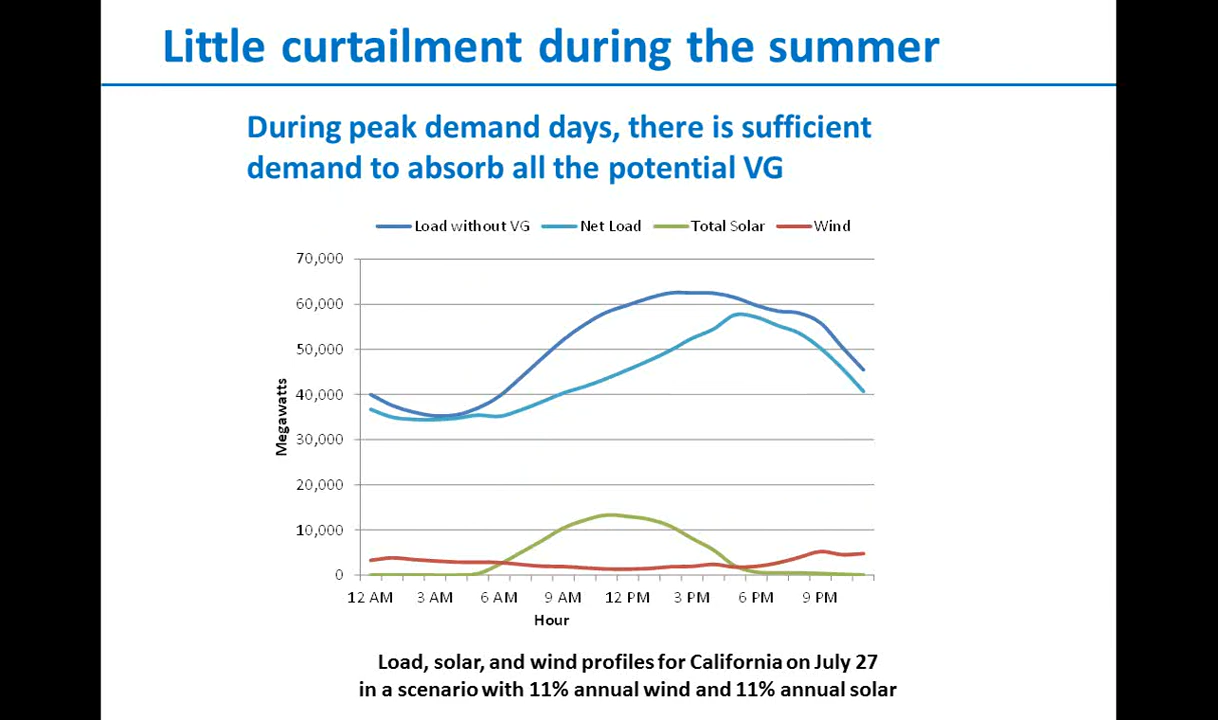 Little curtailment during the summer
During peak demand days, there is sufficient
demand to absorb all the potential VG
Load without VG Net Load Total Solar Wind
70,000
60,000
50,000
40,000
30,000
20,000
10,000
0
Megawatts
12 AM 3 AM 6 AM 9 AM 12 PM 3 PM 6 PM 9 PM
Hour
Load, solar, and wind profiles for California on July 27
in a scenario with 11% annual wind and 11% annual solar